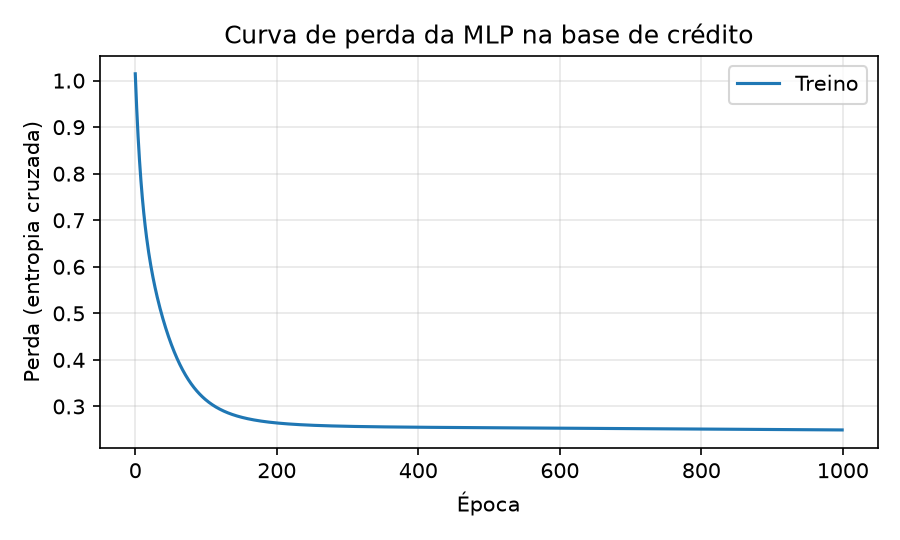 Curva de perda da MLP na base de crédito
Treino
Perda (entropia cruzada)
1.0
0.9
0.8
0.7
0.6
0.5
0.4
0.3
0 200 400 600 800 1000
Época